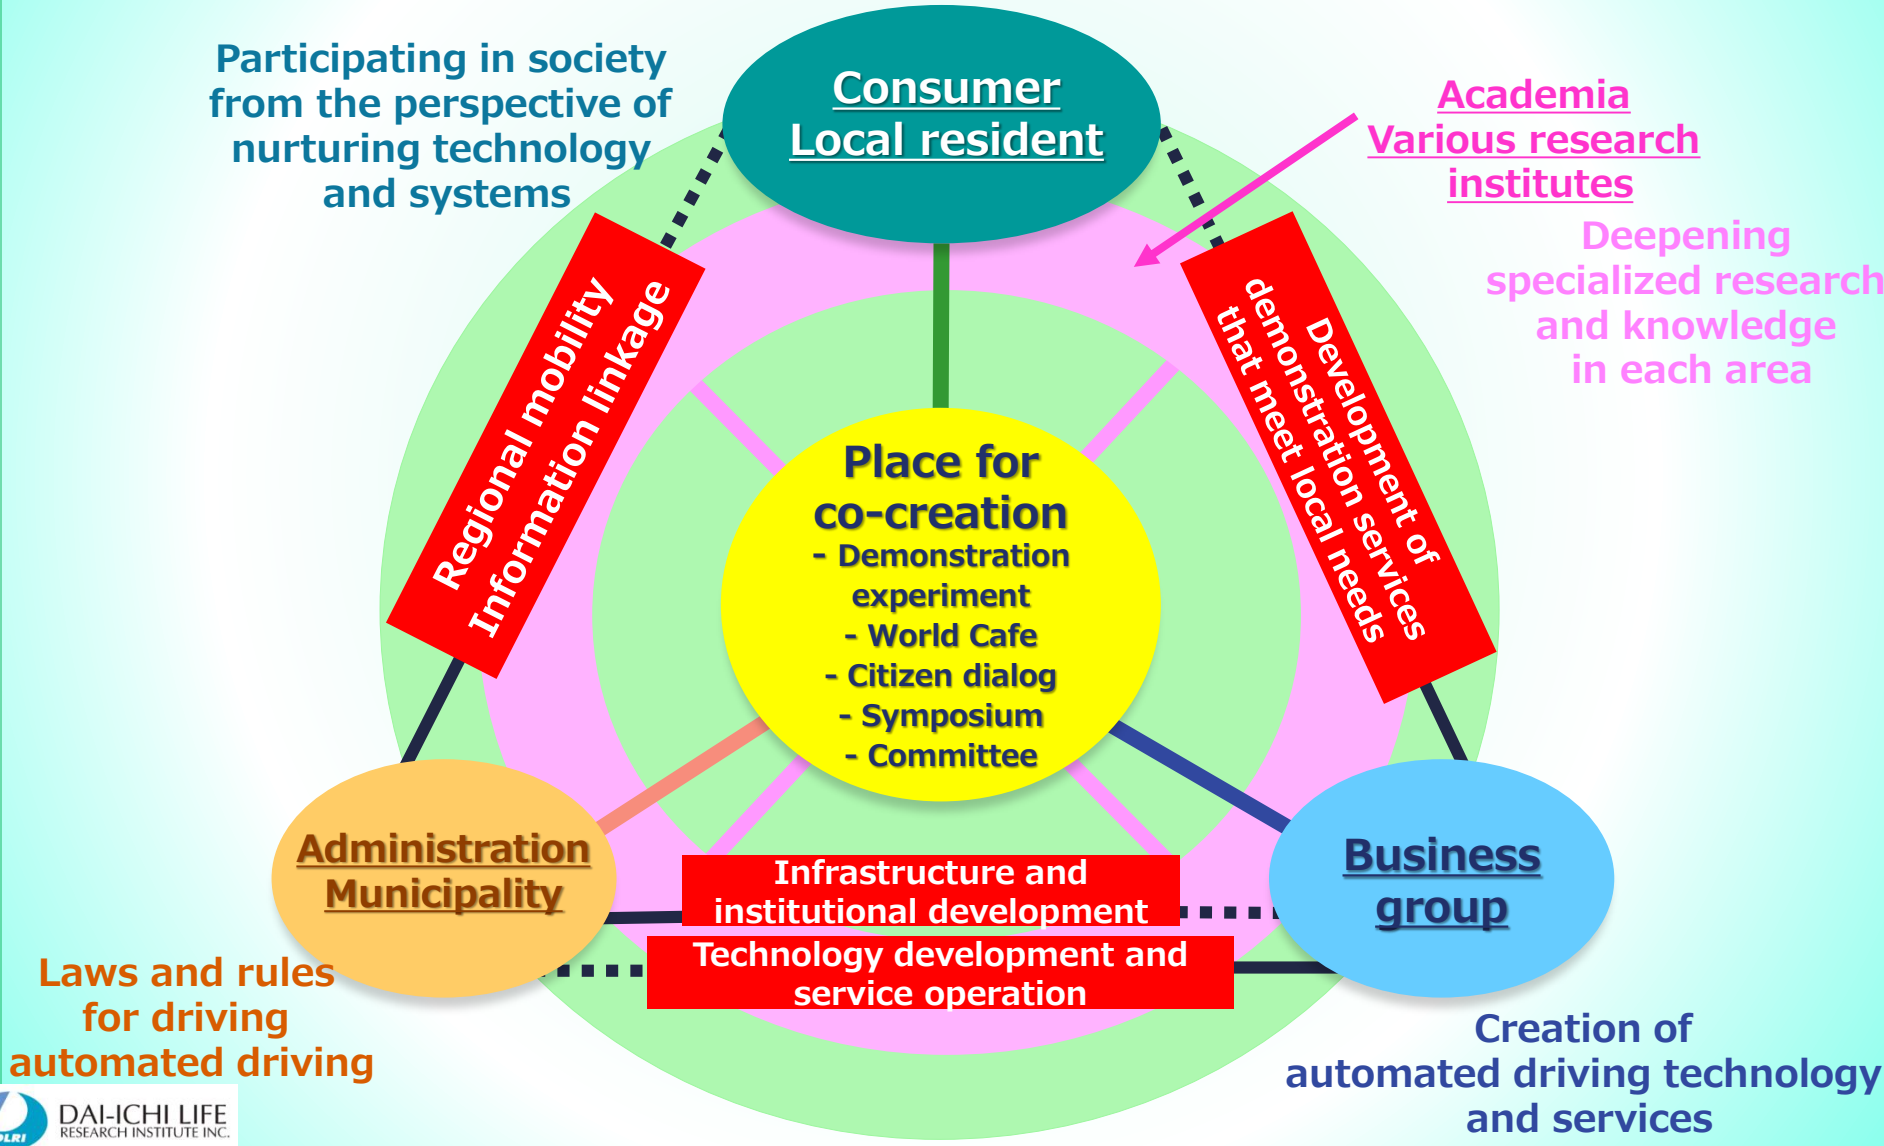 Participating in society
from the perspective of
nurturing technology
and systems
Consumer
Local resident
Academia
Various research
institutes
Deepening
specialized research
and knowledge
in each area
Regional mobility
Information linkage
Development of
demonstration services
that meet local needs
Place for
co-creation
- Demonstration
experiment
- World Cafe
- Citizen dialog
- Symposium
- Committee
Administration
Municipality
Business
group
Infrastructure and
institutional development
Technology development and
service operation
Laws and rules
for driving
automated driving
Creation of
automated driving technology
and services
DAI-ICHI LIFE
RESEARCH INSTITUTE INC.